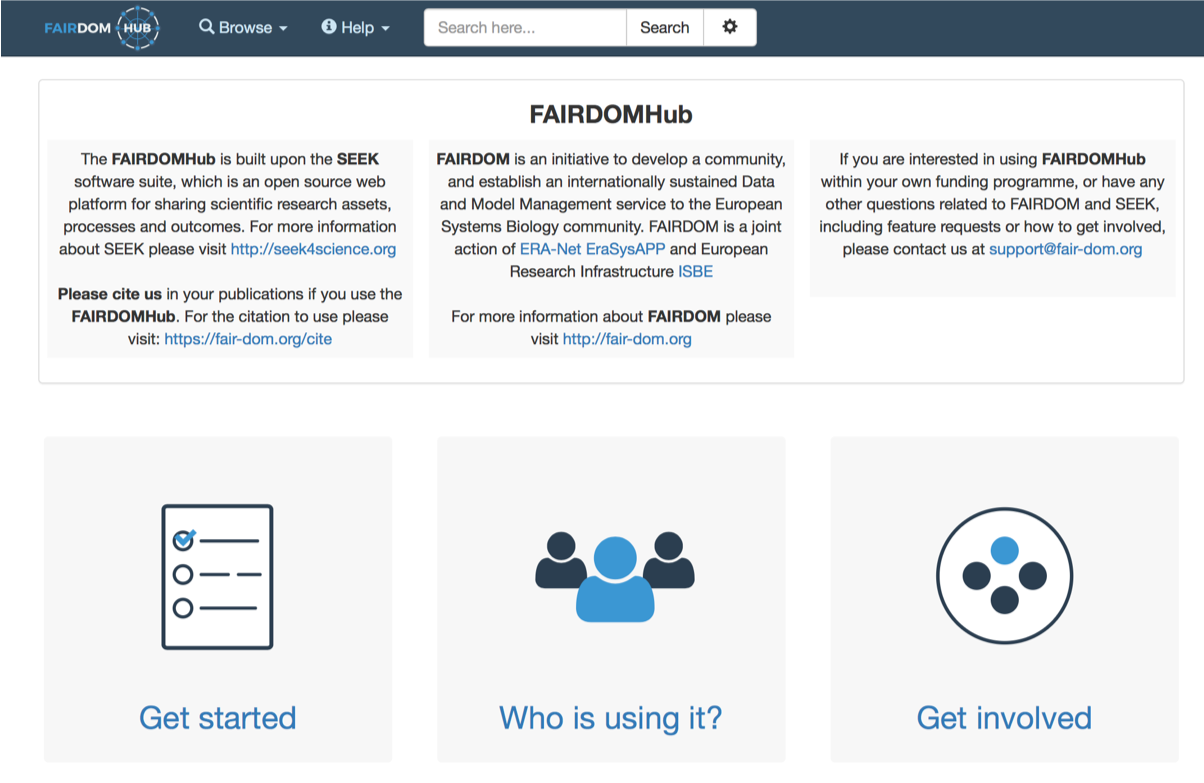 FAIRDOM HUB
Browse
Help
Search here...
Search
FAIRDOMHub
The FAIRDOMHub is built upon the SEEK
software suite, which is an open source web
platform for sharing scientific research assets,
processes and outcomes. For more information
about SEEK please visit http://seek4science.org
Please cite us in your publications if you use the
FAIRDOMHub. For the citation to use please
visit: https://fair-dom.org/cite
FAIRDOM is an initiative to develop a community,
and establish an internationally sustained Data
and Model Management service to the European
Systems Biology community. FAIRDOM is a joint
action of ERA-Net EraSysAPP and European
Research Infrastructure ISBE
For more information about FAIRDOM please
visit http://fair-dom.org
If you are interested in using FAIRDOMHub
within your own funding programme, or have any
other questions related to FAIRDOM and SEEK,
including feature requests or how to get involved,
please contact us at support@fair-dom.org
Get started
Who is using it?
Get involved